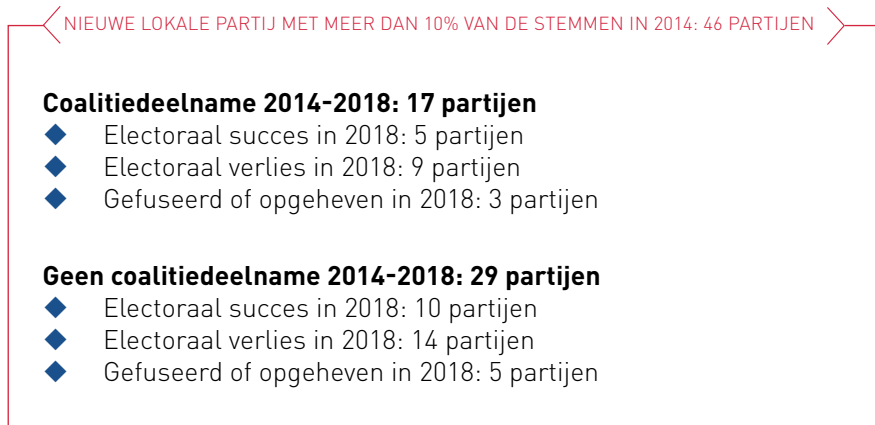 NIEUWE LOKALE PARTIJ MET MEER DAN 10% VAN DE STEMMEN IN 2014: 46 PARTIJEN
Coalitiedeelname 2014-2018: 17 partijen
Electoraal succes in 2018: 5 partijen
Electoraal verlies in 2018: 9 partijen
Gefuseerd of opgeheven in 2018: 3 partijen
Geen coalitiedeelname 2014-2018: 29 partijen
Electoraal succes in 2018: 10 partijen
Electoraal verlies in 2018: 14 partijen
Gefuseerd of opgeheven in 2018: 5 partijen